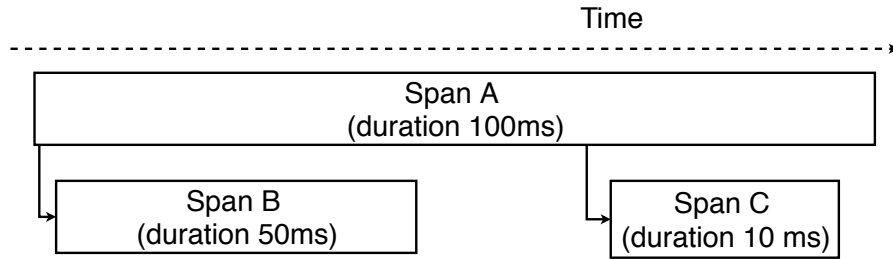 Time
Span A
(duration 100ms)
Span B
(duration 50ms)
Span C
(duration 10 ms)